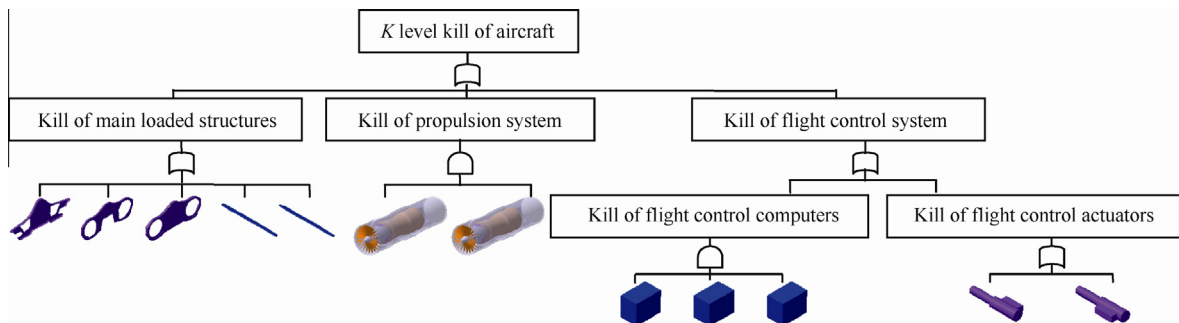 K level kill of aircraft
Kill of main loaded structures
Kill of propulsion system
Kill of flight control system
Kill of flight control computers
Kill of flight control actuators